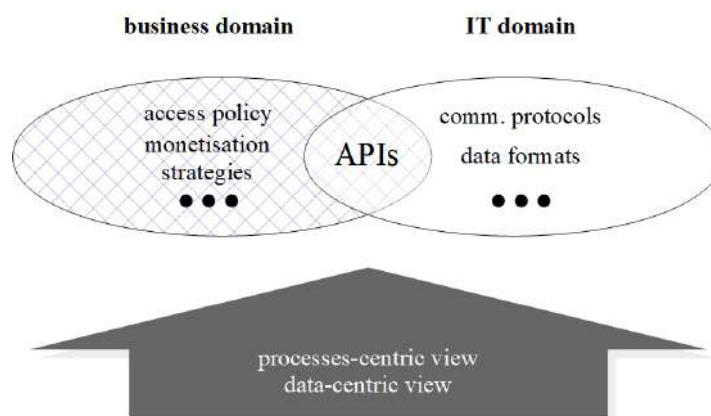 business domain
IT domain
access policy
monetisation
strategies
APIs
comm. protocols
data formats
processes-centric view
data-centric view